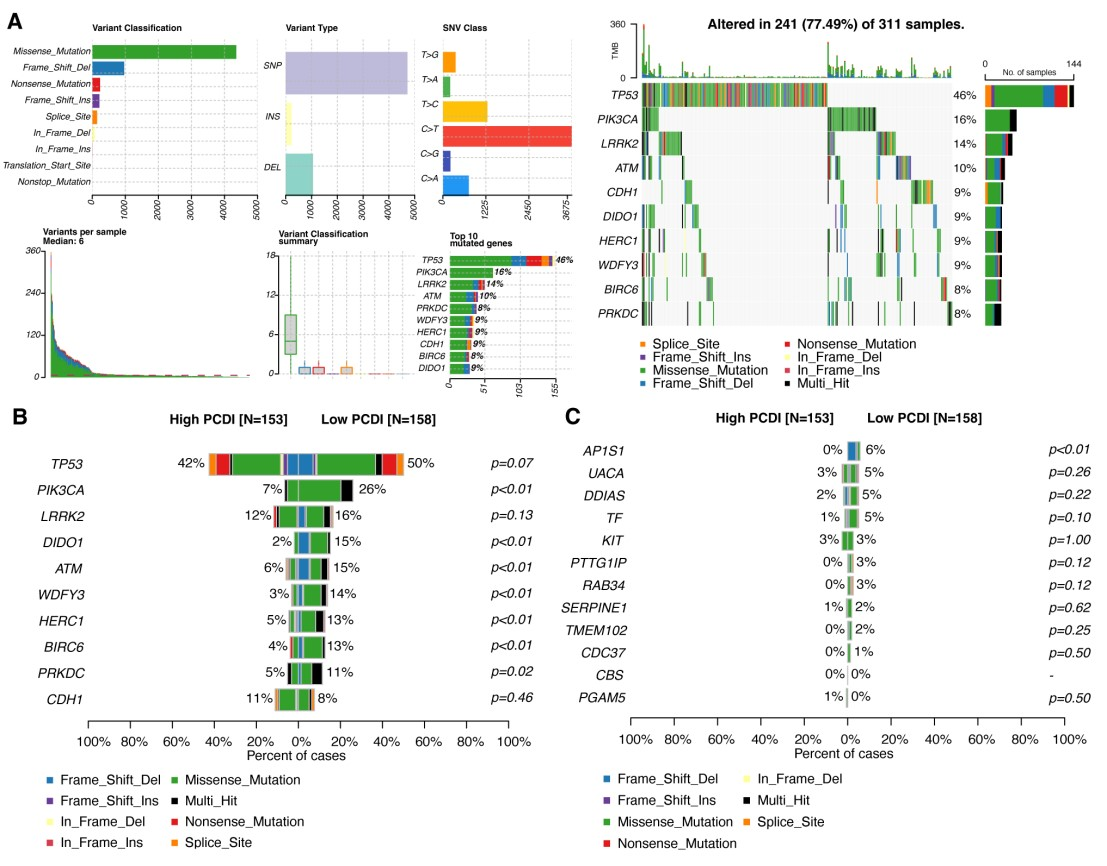 A
Variant Classification
Missense_Mutation
Frame_Shift_Del
Nonsense_Mutation
Frame_Shift_Ins
Splice_Site
In_Frame_Del
In_Frame_Ins
Translation_Start_Site
Nonstop_Mutation
0 1000 2000 3000 4000 5000 6000
Variant Type
SNP
INS
DEL
0 1000 2000 3000 4000 5000
SNV Class
T>G
T>A
T>C
C>T
C>G
C>A
0 1225 2450 3675
Variants per sample
Median: 6
360
240
120
0
Variant Classification
summary
18
12
6
0
Top 10
mutated genes
TP53 46%
PIK3CA 16%
LRRK2 14%
ATM 10%
PRKDC 8%
WDFY3 9%
HERC1 9%
CDH1 9%
BIRC6 8%
DIDO1 9%
0 51 103 155
Altered in 241 (77.49%) of 311 samples.
TMB
360
0
0 144
No. of samples
TP53 46%
PIK3CA 16%
LRRK2 14%
ATM 10%
CDH1 9%
DIDO1 9%
HERC1 9%
WDFY3 9%
BIRC6 8%
PRKDC 8%
Splice_Site Nonsense_Mutation
Frame_Shift_Ins In_Frame_Del
Missense_Mutation In_Frame_Ins
Frame_Shift_Del Multi_Hit
B
High PCDI [N=153] Low PCDI [N=158]
TP53 42% 50% p=0.07
PIK3CA 7% 26% p<0.01
LRRK2 12% 16% p=0.13
DIDO1 2% 15% p<0.01
ATM 6% 15% p<0.01
WDFY3 3% 14% p<0.01
HERC1 5% 13% p<0.01
BIRC6 4% 13% p<0.01
PRKDC 5% 11% p=0.02
CDH1 11% 8% p=0.46
100% 80% 60% 40% 20% 0% 20% 40% 60% 80% 100%
Percent of cases
Frame_Shift_Del Missense_Mutation
Frame_Shift_Ins Multi_Hit
In_Frame_Del Nonsense_Mutation
In_Frame_Ins Splice_Site
C
High PCDI [N=153] Low PCDI [N=158]
AP1S1 0% 6% p<0.01
UACA 3% 5% p=0.26
DDIAS 2% 5% p=0.22
TF 1% 5% p=0.10
KIT 3% 3% p=1.00
PTTG1IP 0% 3% p=0.12
RAB34 0% 3% p=0.12
SERPINE1 1% 2% p=0.62
TMEM102 0% 2% p=0.25
CDC37 0% 1% p=0.50
CBS 0% 0% -
PGAM5 1% 0% p=0.50
100% 80% 60% 40% 20% 0% 20% 40% 60% 80% 100%
Percent of cases
Frame_Shift_Del In_Frame_Del
Frame_Shift_Ins Multi_Hit
Missense_Mutation Splice_Site
Nonsense_Mutation